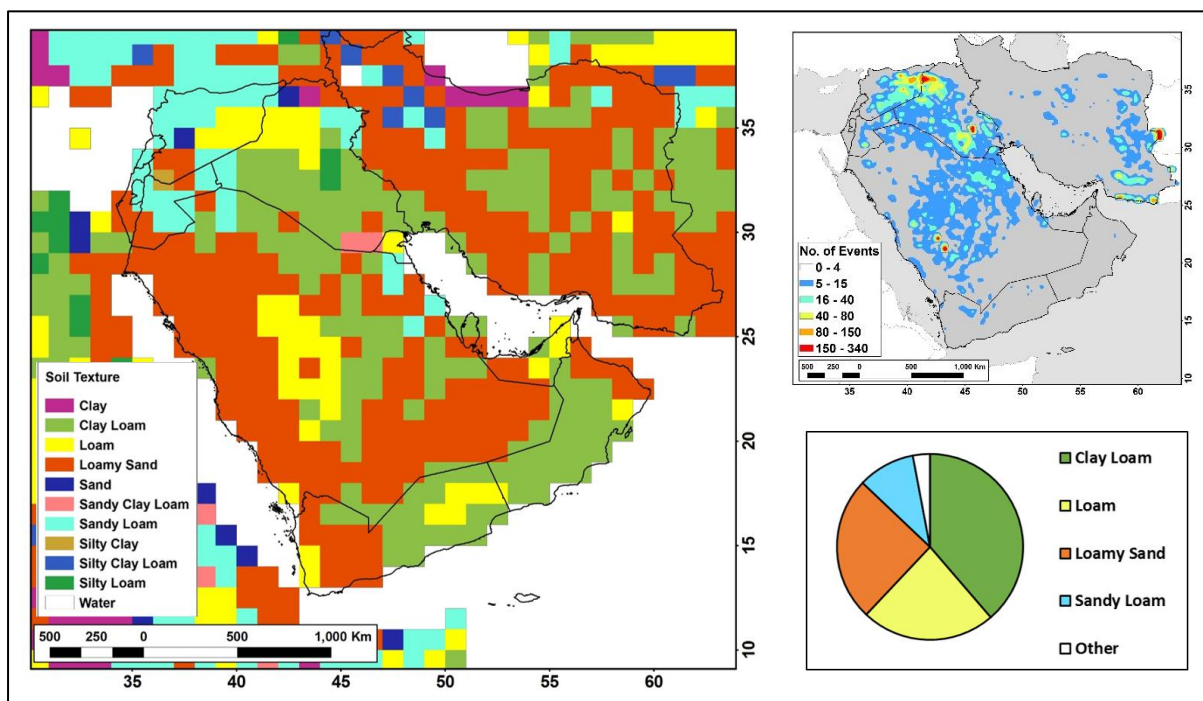 Soil Texture
Clay
Clay Loam
Loam
Loamy Sand
Sand
Sandy Clay Loam
Sandy Loam
Silty Clay
Silty Clay Loam
Silty Loam
Water
500 250 0 500 1,000 Km
35 40 45 50 55 60
35
30
25
20
15
10
No. of Events
0 - 4
5 - 15
16 - 40
40 - 80
80 - 150
150 - 340
500 250 0 500 1,000 Km
35 40 45 50 55 60
35
30
25
20
15
10
Clay Loam
Loam
Loamy Sand
Sandy Loam
Other